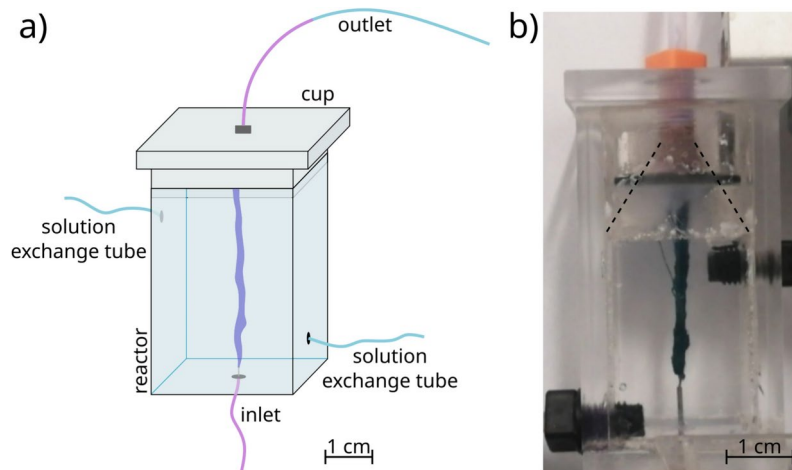 a)
outlet
b)
cup
solution
exchange tube
reactor
solution
exchange tube
inlet
1 cm
1 cm